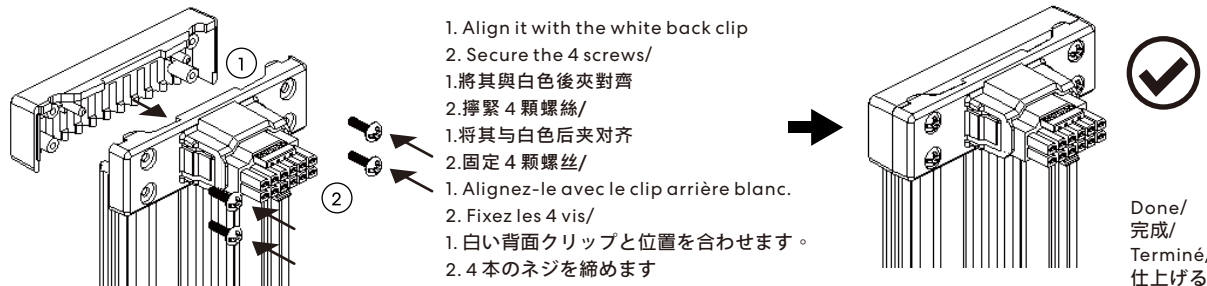 1
2
1. Align it with the white back clip
2. Secure the 4 screws/
1.將其與白色後夾對齊
2.擰緊 4 顆螺絲/
1.将其与白色后夹对齐
2.固定 4 颗螺丝/
1. Alignez-le avec le clip arrière blanc.
2. Fixez les 4 vis/
1. 白い背面クリップと位置を合わせます。
2. 4 本のネジを締めます
Done/
完成/
Terminé/
仕上げる